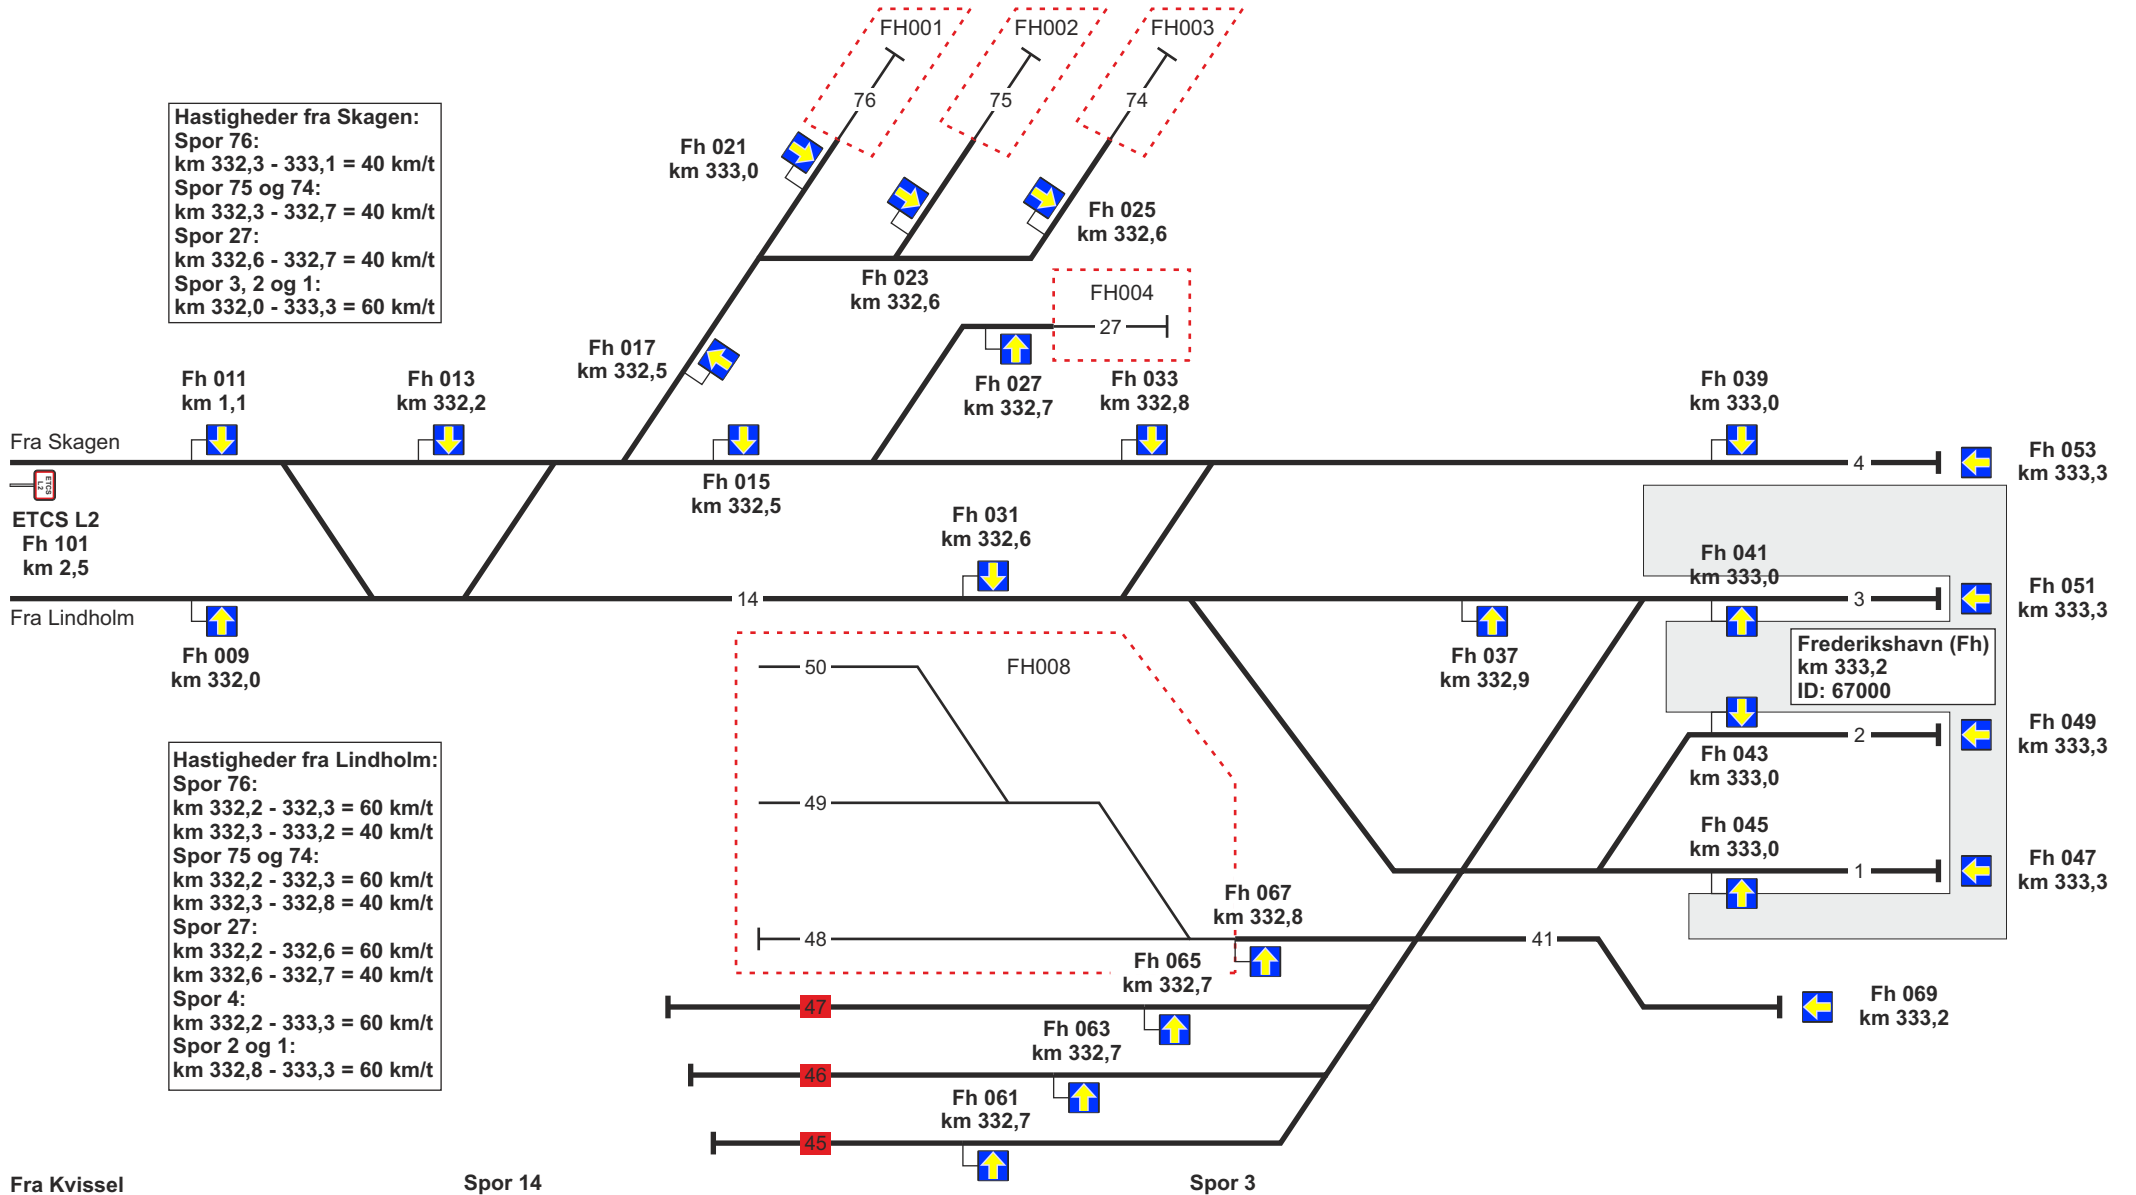 FH001
FH002
FH003
76
75
74
Hastigheder fra Skagen:
Spor 76:
km 332,3 - 333,1 = 40 km/t
Spor 75 og 74:
km 332,3 - 332,7 = 40 km/t
Spor 27:
km 332,6 - 332,7 = 40 km/t
Spor 3, 2 og 1:
km 332,0 - 333,3 = 60 km/t
Fh 021
km 333,0
Fh 025
km 332,6
Fh 023
km 332,6
FH004
27
Fh 017
km 332,5
Fh 027
km 332,7
Fh 011
km 1,1
Fh 013
km 332,2
Fh 033
km 332,8
Fh 039
km 333,0
Fra Skagen
4
Fh 053
km 333,3
Fh 015
km 332,5
ETCS
L2
ETCS L2
Fh 101
km 2,5
Fh 031
km 332,6
Fh 041
km 333,0
14
3
Fh 051
km 333,3
Fra Lindholm
Fh 009
km 332,0
Fh 037
km 332,9
Frederikshavn (Fh)
km 333,2
ID: 67000
50
FH008
2
Fh 049
km 333,3
Fh 043
km 333,0
Hastigheder fra Lindholm:
Spor 76:
km 332,2 - 332,3 = 60 km/t
km 332,3 - 333,2 = 40 km/t
Spor 75 og 74:
km 332,2 - 332,3 = 60 km/t
km 332,3 - 332,8 = 40 km/t
Spor 27:
km 332,2 - 332,6 = 60 km/t
km 332,6 - 332,7 = 40 km/t
Spor 4:
km 332,2 - 333,3 = 60 km/t
Spor 2 og 1:
km 332,8 - 333,3 = 60 km/t
49
Fh 045
km 333,0
1
Fh 047
km 333,3
Fh 067
km 332,8
48
41
Fh 065
km 332,7
47
Fh 069
km 333,2
Fh 063
km 332,7
46
Fh 061
km 332,7
45
Fra Kvissel
Spor 14
Spor 3